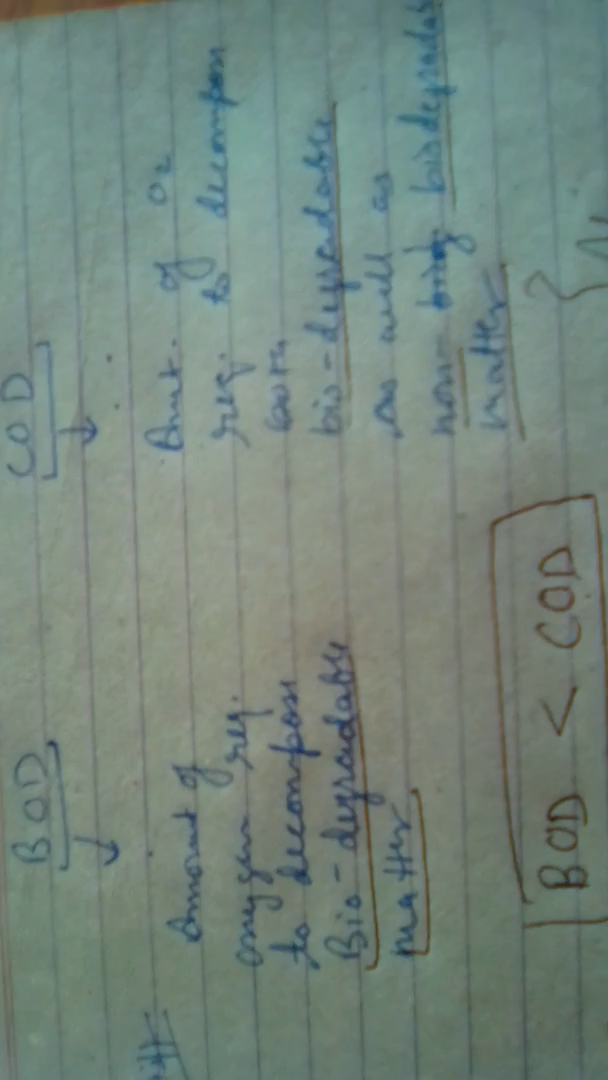 BOD
Amount of
oxygen req.
to decompose
Bio-degradable
matter
COD
Amt. of O2
req. to decompose
both
bio-degradable
as well as
non-
matter
BOD < COD